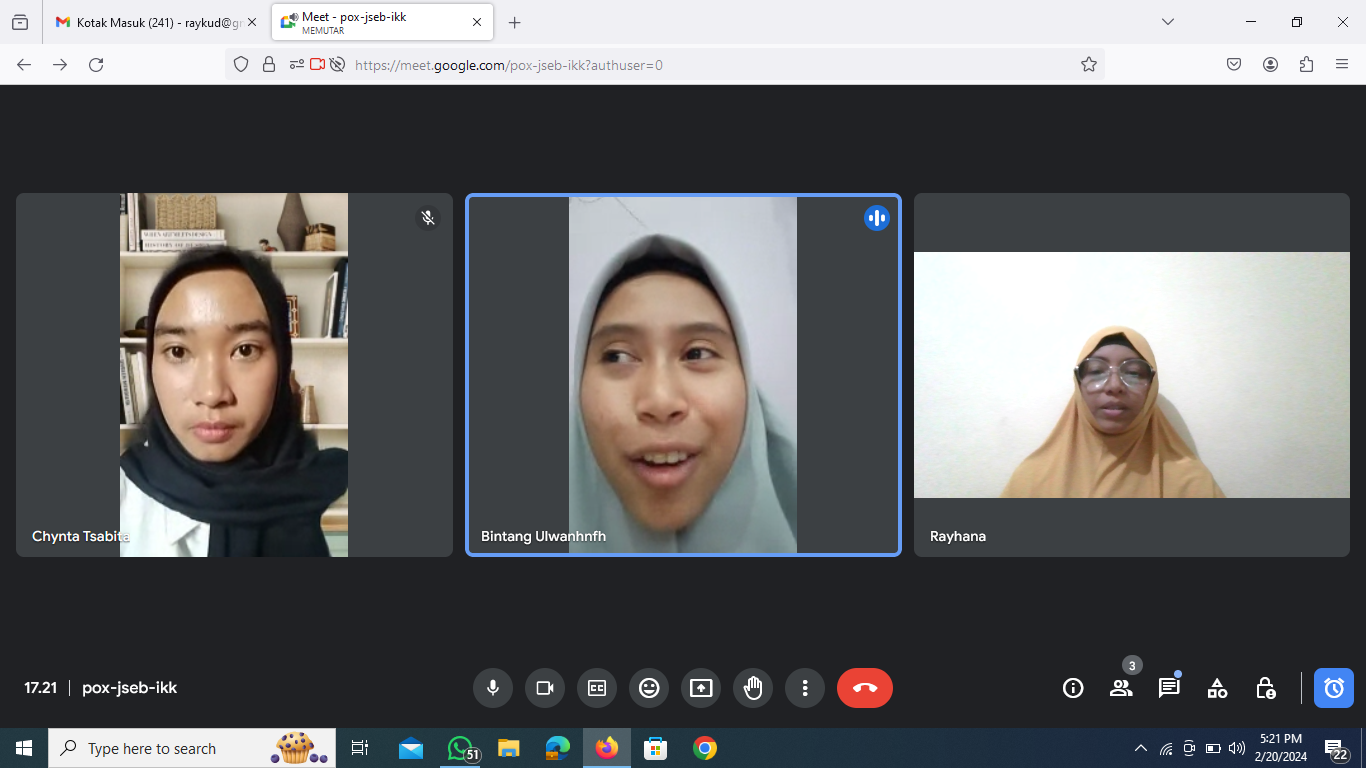 Kotak Masuk (241) - raykud@gr
Meet - pox-jseb-ikk
MEMUTAR
https://meet.google.com/pox-jseb-ikk?authuser=0
Chynta Tsabita
Bintang Ulwanhnfh
Rayhana
17.21 | pox-jseb-ikk
3
Type here to search
51
5:21 PM
2/20/2024
22